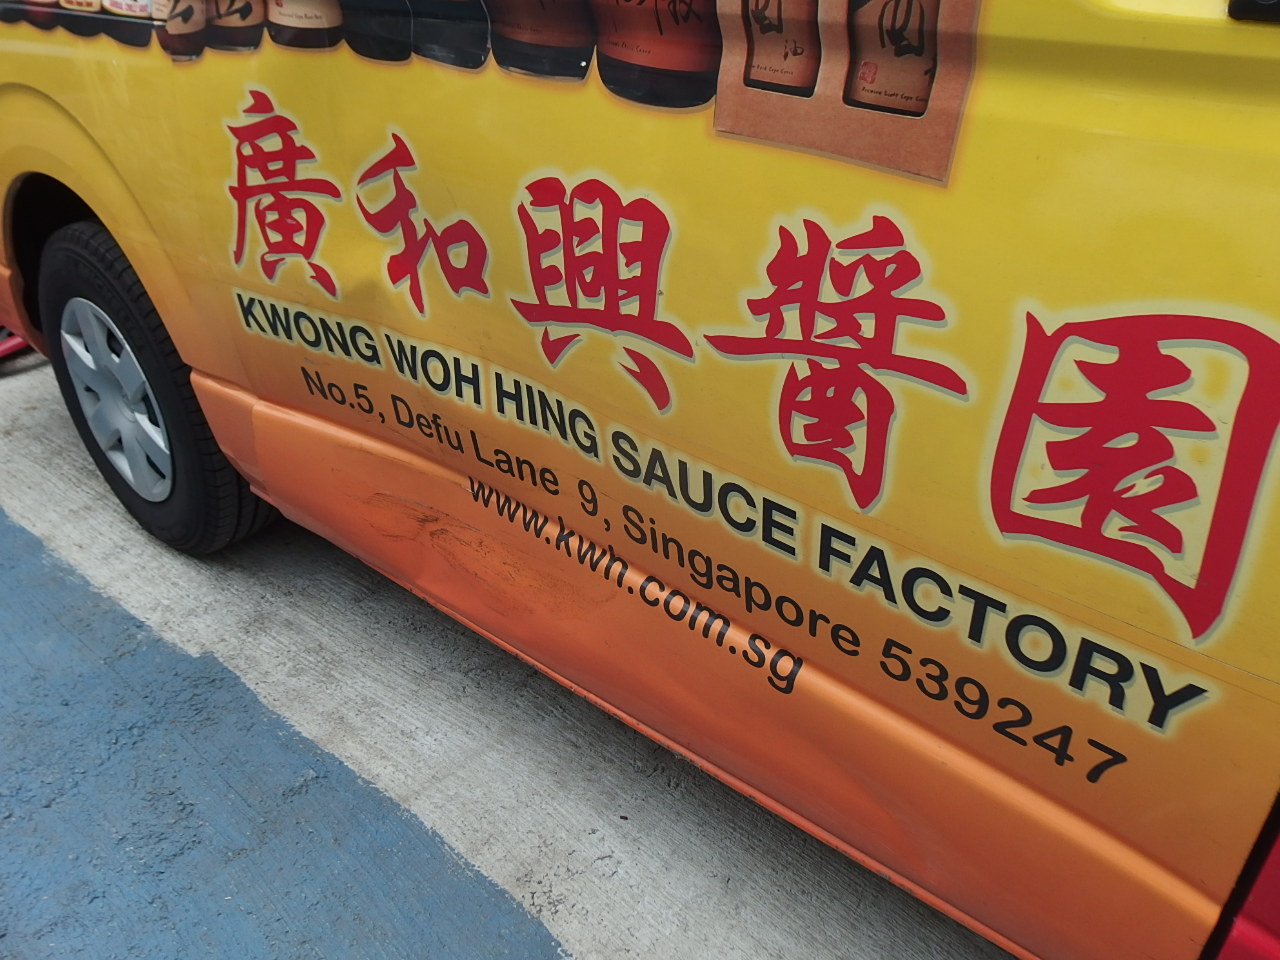 廣和興醬園
KWONG WOH HING SAUCE FACTORY
No.5, Defu Lane 9, Singapore 539247
www.kwh.com.sg